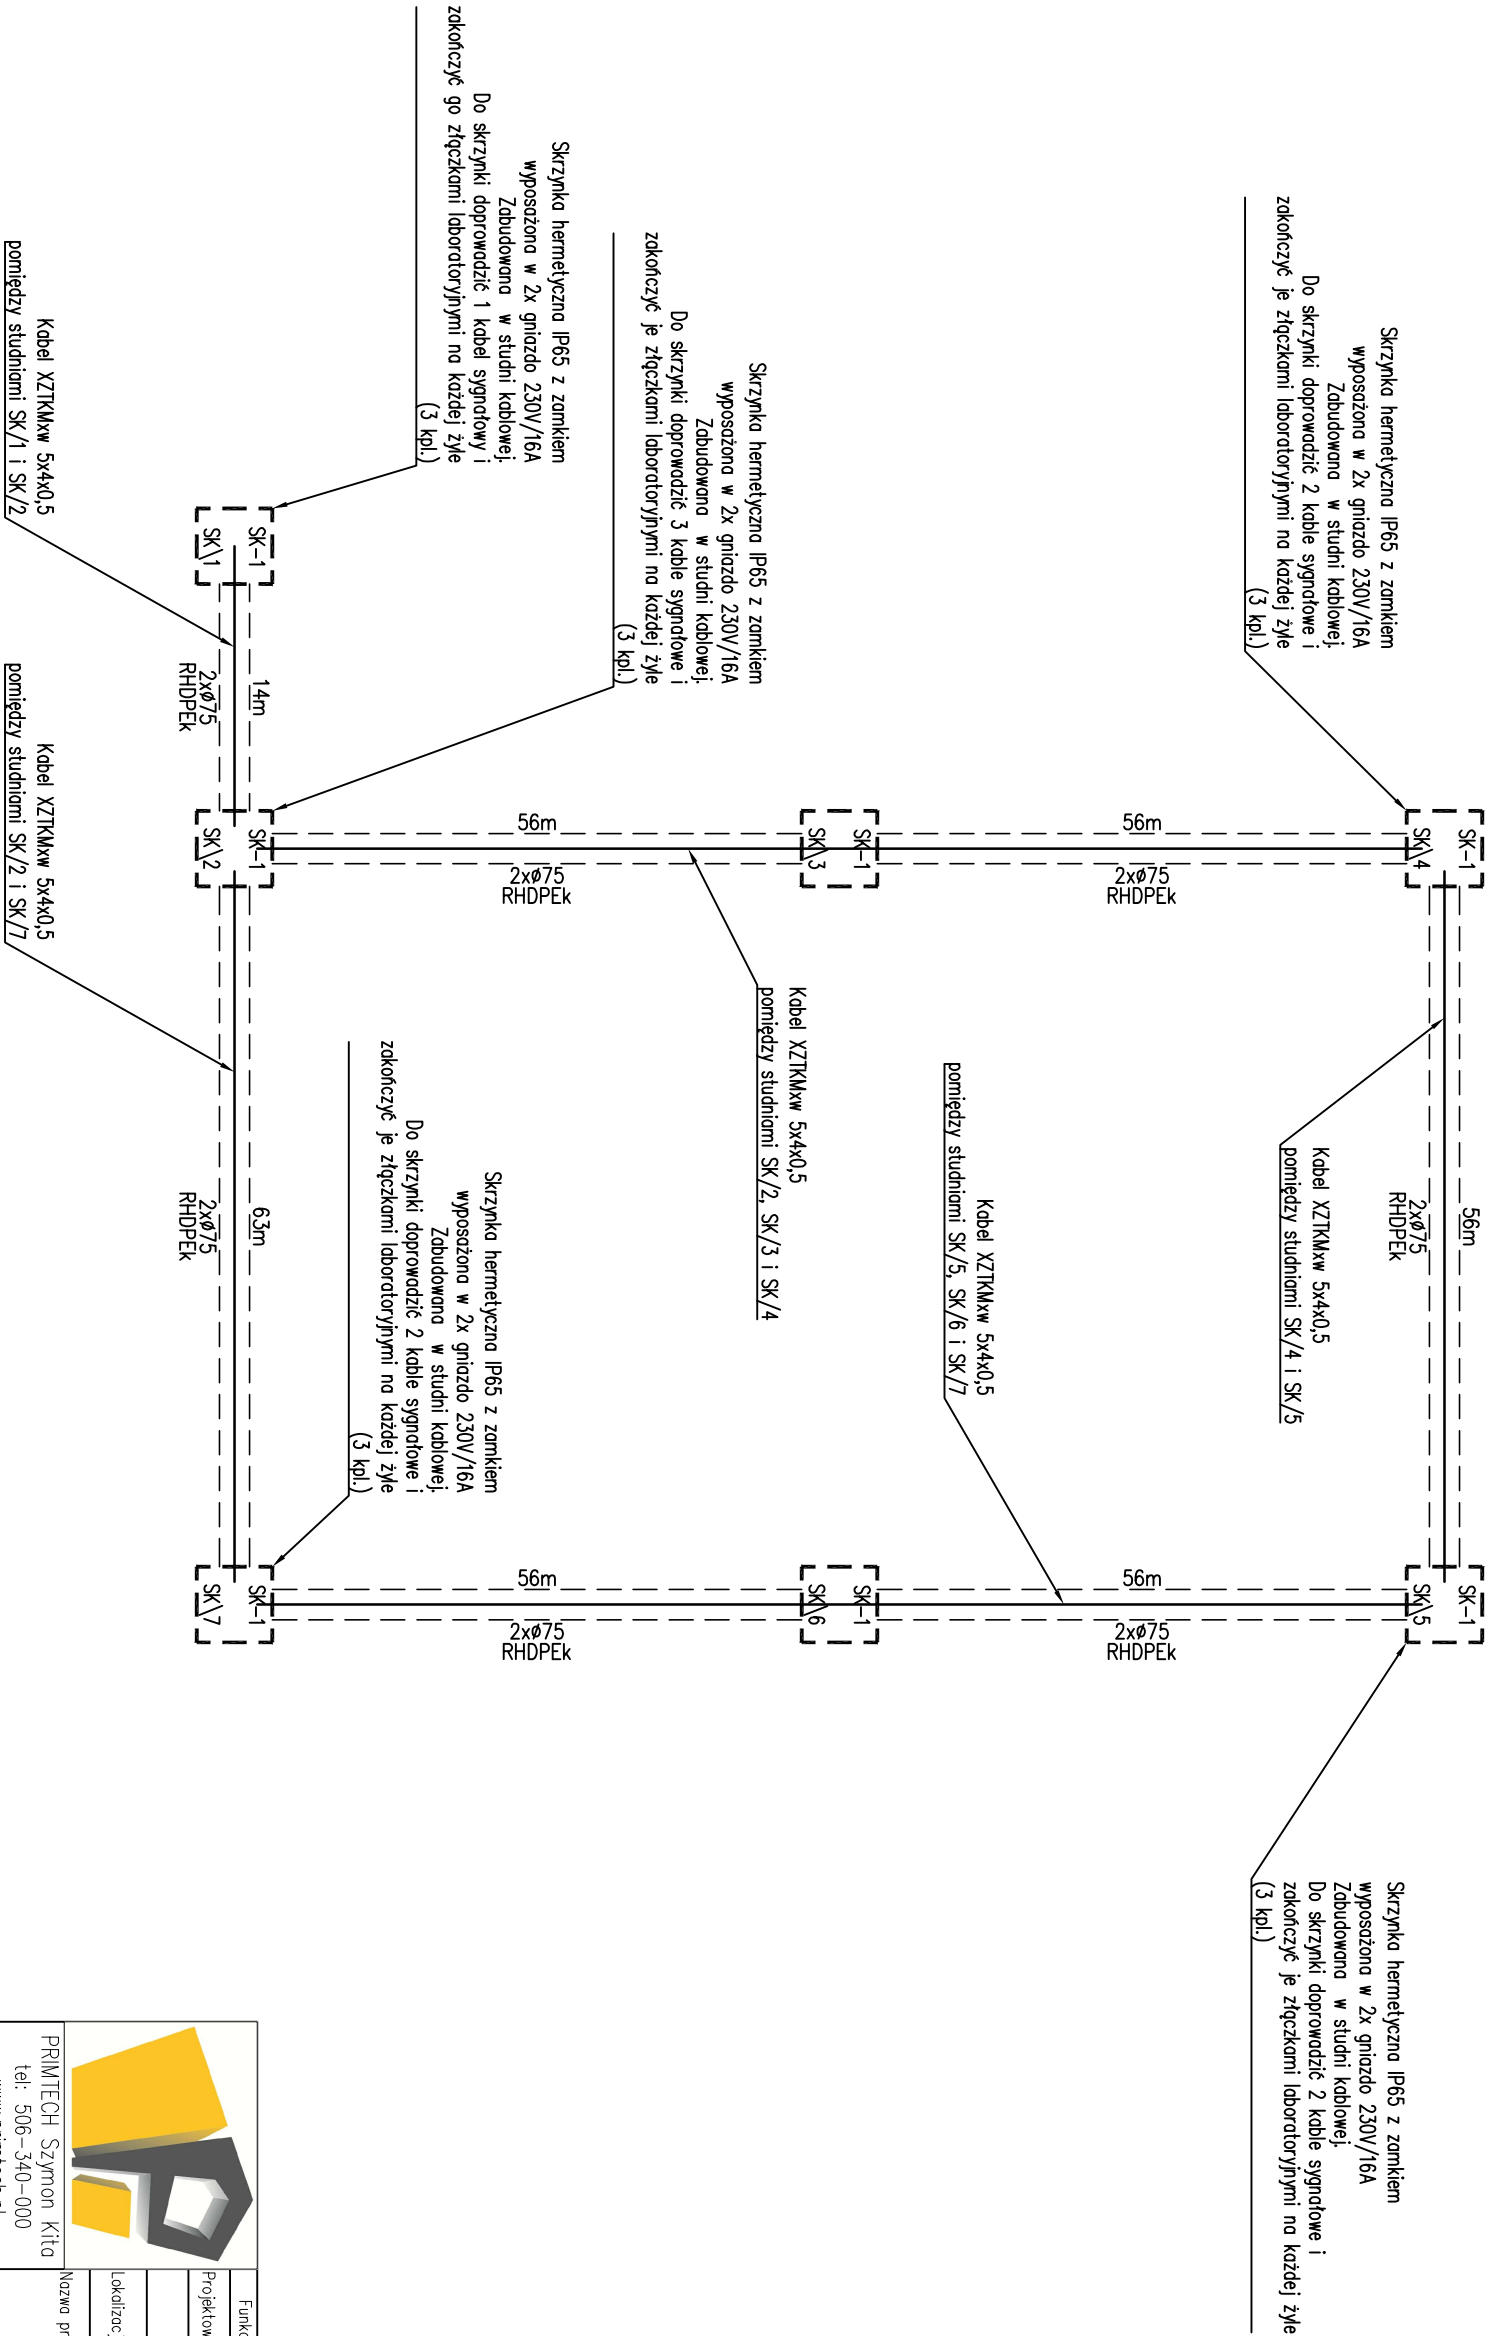 Skrzynka hermetyczna IP65 z zamkiem
wyposażona w 2x gniazdo 230V/16A
Zabudowana w studni kablowej.
Do skrzynki doprowadzić 2 kable sygnałowe i
zakończyć je złączkami laboratoryjnymi na każdej żyle
(3 kpl.)
SK-1
SK\4
56m
2xø75
RHDPEk
SK-1
SK\5
Kabel XZTKMxw 5x4x0,5
pomiędzy studniami SK/4 i SK/5
Skrzynka hermetyczna IP65 z zamkiem
wyposażona w 2x gniazdo 230V/16A
Zabudowana w studni kablowej.
Do skrzynki doprowadzić 2 kable sygnałowe i
zakończyć je złączkami laboratoryjnymi na każdej żyle
(3 kpl.)
56m
2xø75
RHDPEk
56m
2xø75
RHDPEk
Kabel XZTKMxw 5x4x0,5
pomiędzy studniami SK/5, SK/6 i SK/7
SK-1
SK\3
SK-1
SK\6
Skrzynka hermetyczna IP65 z zamkiem
wyposażona w 2x gniazdo 230V/16A
Zabudowana w studni kablowej.
Do skrzynki doprowadzić 3 kable sygnałowe i
zakończyć je złączkami laboratoryjnymi na każdej żyle
(3 kpl.)
Kabel XZTKMxw 5x4x0,5
pomiędzy studniami SK/2, SK/3 i SK/4
56m
2xø75
RHDPEk
56m
2xø75
RHDPEk
Skrzynka hermetyczna IP65 z zamkiem
wyposażona w 2x gniazdo 230V/16A
Zabudowana w studni kablowej.
Do skrzynki doprowadzić 1 kabel sygnałowy i
zakończyć go złączkami laboratoryjnymi na każdej żyle
(3 kpl.)
Skrzynka hermetyczna IP65 z zamkiem
wyposażona w 2x gniazdo 230V/16A
Zabudowana w studni kablowej.
Do skrzynki doprowadzić 2 kable sygnałowe i
zakończyć je złączkami laboratoryjnymi na każdej żyle
(3 kpl.)
SK-1
SK\1
14m
2xø75
RHDPEk
SK-1
SK\2
63m
2xø75
RHDPEk
SK-1
SK\7
Kabel XZTKMxw 5x4x0,5
pomiędzy studniami SK/1 i SK/2
Kabel XZTKMxw 5x4x0,5
pomiędzy studniami SK/2 i SK/7
PRIMTECH Szymon Kita
tel: 506-340-000